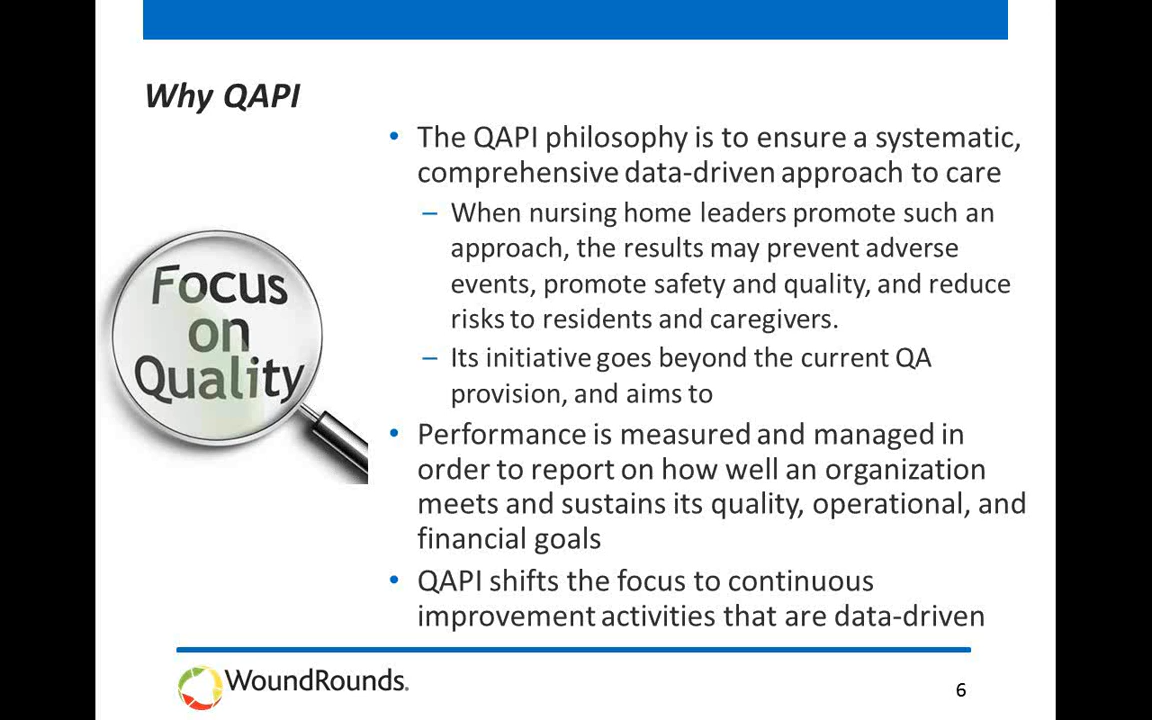 Why QAPI
• The QAPI philosophy is to ensure a systematic,
comprehensive data-driven approach to care
– When nursing home leaders promote such an
approach, the results may prevent adverse
events, promote safety and quality, and reduce
risks to residents and caregivers.
– Its initiative goes beyond the current QA
provision, and aims to
• Performance is measured and managed in
order to report on how well an organization
meets and sustains its quality, operational, and
financial goals
• QAPI shifts the focus to continuous
improvement activities that are data-driven
Focus
on
Quality
WoundRounds.
6